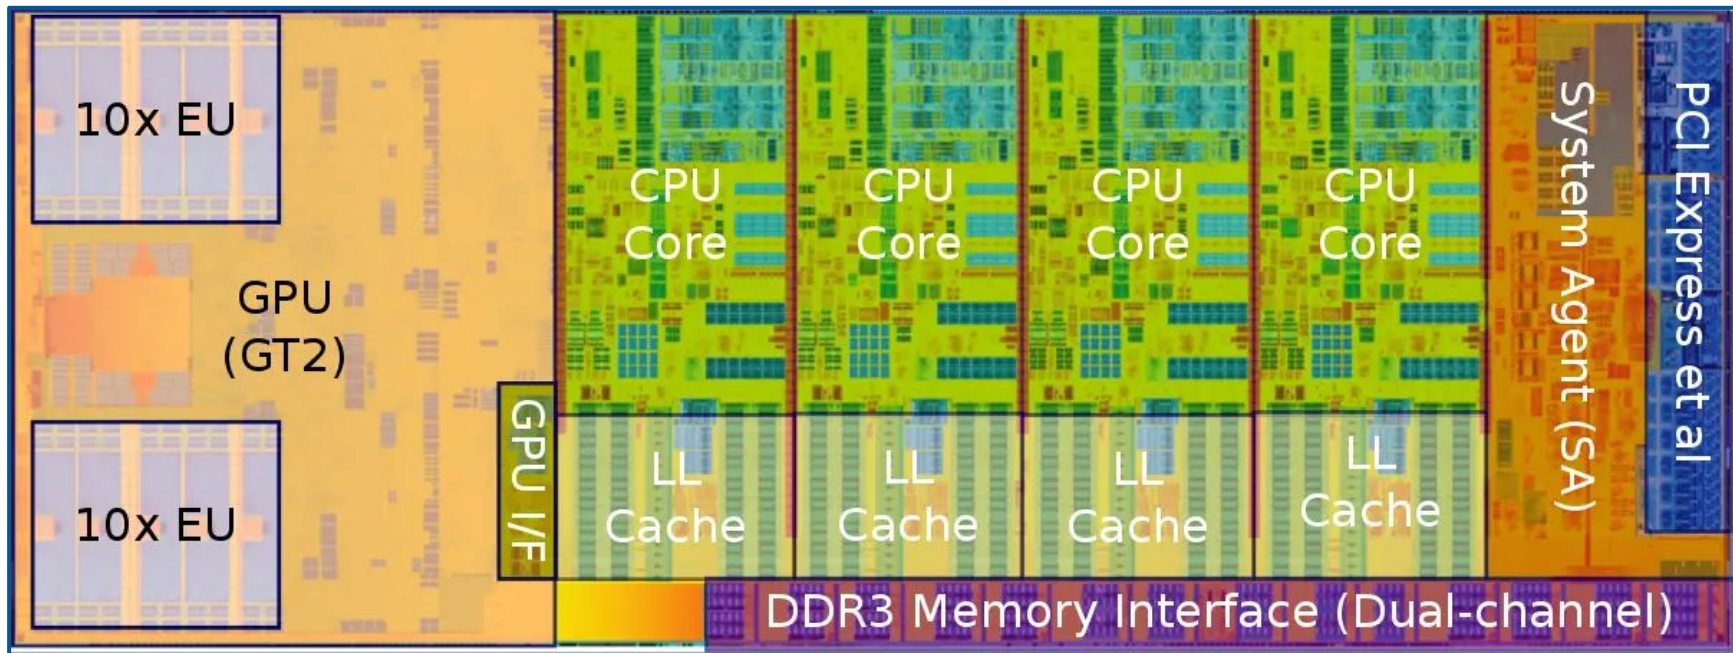 10x EU
GPU
(GT2)
10x EU
GPU I/F
CPU
Core
CPU
Core
CPU
Core
CPU
Core
LL
Cache
LL
Cache
LL
Cache
LL
Cache
System Agent (SA)
PCI Express et al
DDR3 Memory Interface (Dual-channel)